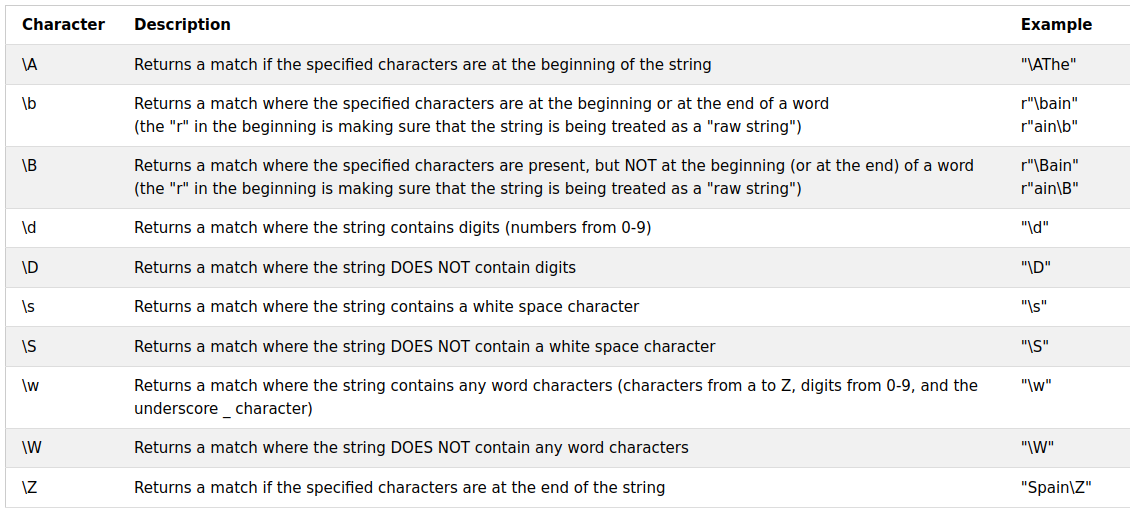 Character Description Example
\A Returns a match if the specified characters are at the beginning of the string "\AThe"
\b Returns a match where the specified characters are at the beginning or at the end of a word r"\bain"
(the "r" in the beginning is making sure that the string is being treated as a "raw string") r"ain\b"
\B Returns a match where the specified characters are present, but NOT at the beginning (or at the end) of a word r"\Bain"
(the "r" in the beginning is making sure that the string is being treated as a "raw string") r"ain\B"
\d Returns a match where the string contains digits (numbers from 0-9) "\d"
\D Returns a match where the string DOES NOT contain digits "\D"
\s Returns a match where the string contains a white space character "\s"
\S Returns a match where the string DOES NOT contain a white space character "\S"
\w Returns a match where the string contains any word characters (characters from a to Z, digits from 0-9, and the "\w"
underscore _ character)
\W Returns a match where the string DOES NOT contain any word characters "\W"
\Z Returns a match if the specified characters are at the end of the string "Spain\Z"